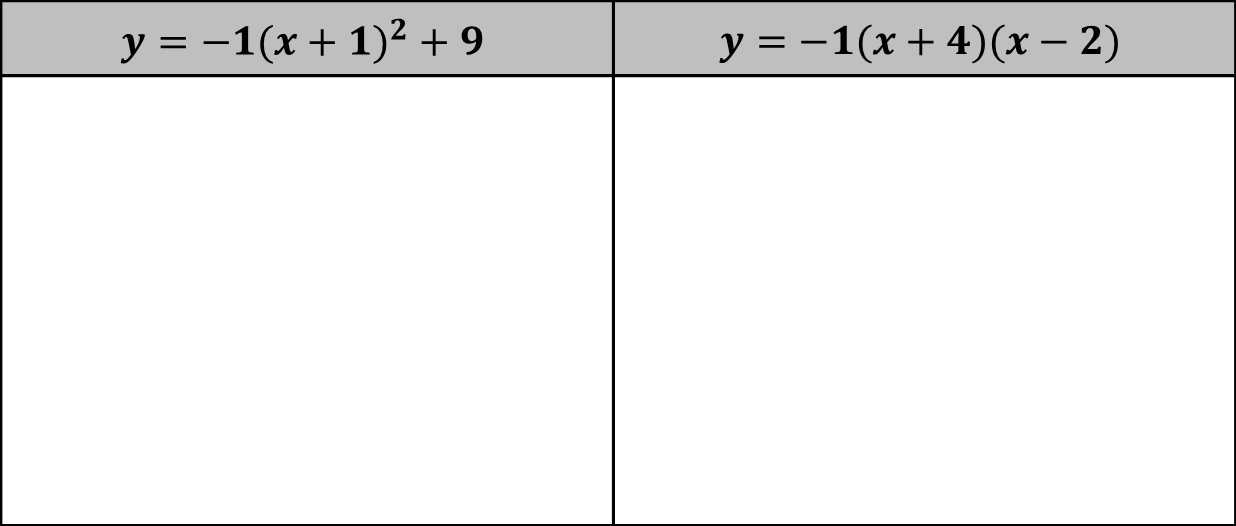 y = −1(x + 1)² + 9
y = −1(x + 4)(x − 2)